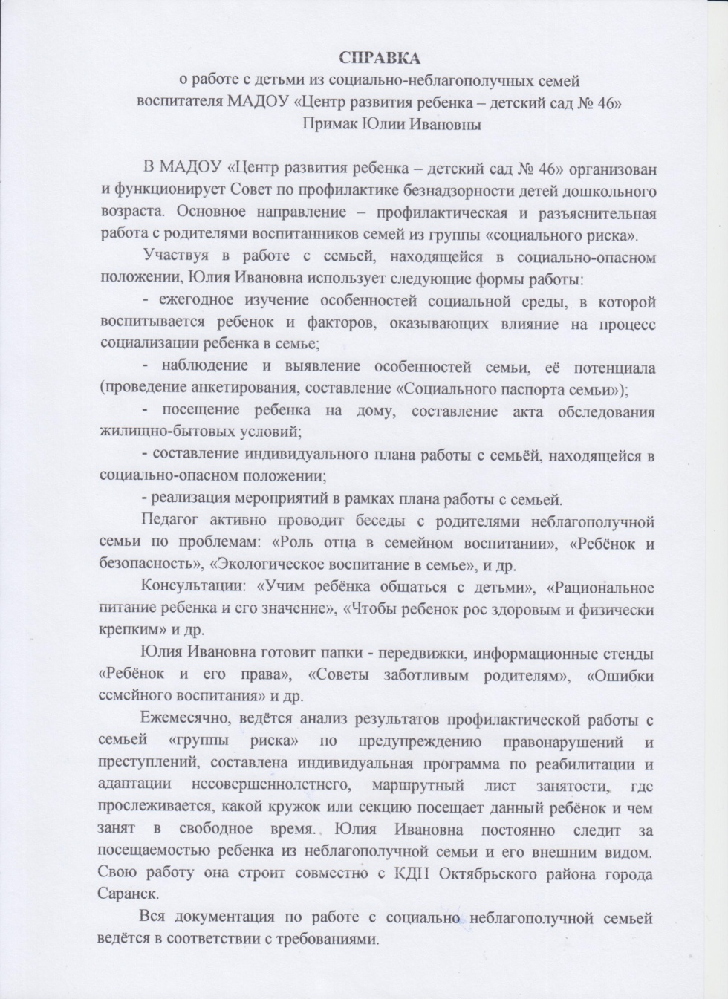 СПРАВКА
о работе с детьми из социально-неблагополучных семей
воспитателя МАДОУ «Центр развития ребенка – детский сад № 46»
Примак Юлии Ивановны
В МАДОУ «Центр развития ребенка – детский сад № 46» организован
и функционирует Совет по профилактике безнадзорности детей дошкольного
возраста. Основное направление – профилактическая и разъяснительная
работа с родителями воспитанников семей из группы «социального риска».
Участвуя в работе с семьей, находящейся в социально-опасном
положении, Юлия Ивановна использует следующие формы работы:
- ежегодное изучение особенностей социальной среды, в которой
воспитывается ребенок и факторов, оказывающих влияние на процесс
социализации ребенка в семье;
- наблюдение и выявление особенностей семьи, её потенциала
(проведение анкетирования, составление «Социального паспорта семьи»);
- посещение ребенка на дому, составление акта обследования
жилищно-бытовых условий;
- составление индивидуального плана работы с семьёй, находящейся в
социально-опасном положении;
- реализация мероприятий в рамках плана работы с семьей.
Педагог активно проводит беседы с родителями неблагополучной
семьи по проблемам: «Роль отца в семейном воспитании», «Ребёнок и
безопасность», «Экологическое воспитание в семье», и др.
Консультации: «Учим ребёнка общаться с детьми», «Рациональное
питание ребенка и его значение», «Чтобы ребенок рос здоровым и физически
крепким» и др.
Юлия Ивановна готовит папки - передвижки, информационные стенды
«Ребёнок и его права», «Советы заботливым родителям», «Ошибки
семейного воспитания» и др.
Ежемесячно, ведётся анализ результатов профилактической работы с
семьей «группы риска» по предупреждению правонарушений и
преступлений, составлена индивидуальная программа по реабилитации и
адаптации несовершеннолетнего, маршрутный лист занятости, где
прослеживается, какой кружок или секцию посещает данный ребёнок и чем
занят в свободное время. Юлия Ивановна постоянно следит за
посещаемостью ребенка из неблагополучной семьи и его внешним видом.
Свою работу она строит совместно с КДН Октябрьского района города
Саранск.
Вся документация по работе с социально неблагополучной семьей
ведётся в соответствии с требованиями.